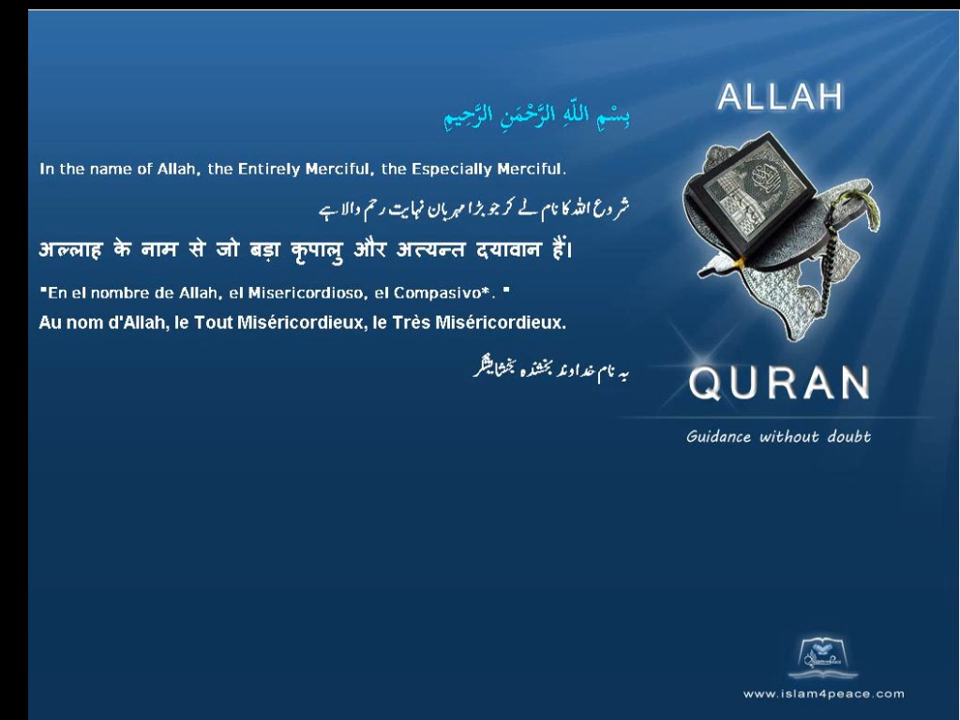 بِسْمِ اللّهِ الرَّحْمَنِ الرَّحِيمِ
In the name of Allah, the Entirely Merciful, the Especially Merciful.
شروع اللہ کا نام لے کر جو بڑا مہربان نہایت رحم والا ہے
अल्लाह के नाम से जो बड़ा कृपालु और अत्यन्त दयावान हैं।
"En el nombre de Allah, el Misericordioso, el Compasivo*. "
Au nom d'Allah, le Tout Miséricordieux, le Très Miséricordieux.
به نام خداوند بخشنده بخشایشگر
ALLAH
QURAN
Guidance without doubt
www.islam4peace.com